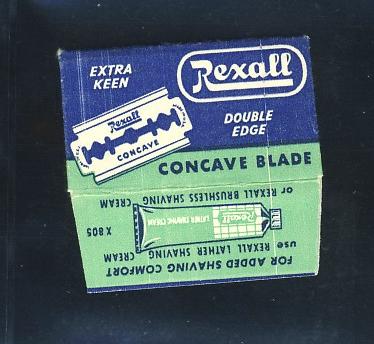 EXTRA
KEEN
Rexall
DOUBLE
EDGE
Rexall
CONCAVE
CONCAVE BLADE
FOR ADDED SHAVING COMFORT
use REXALL LATHER SHAVING CREAM
Rexall
LATHER SHAVING CREAM
X 805
or REXALL BRUSHLESS SHAVING CREAM